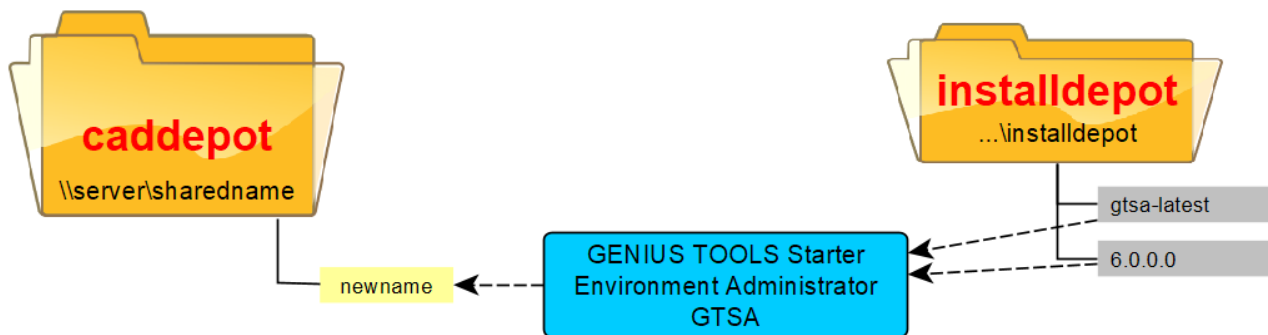 caddepot
\\server\sharedname
newname
GENIUS TOOLS Starter
Environment Administrator
GTSA
installdepot
...\installdepot
gtsa-latest
6.0.0.0